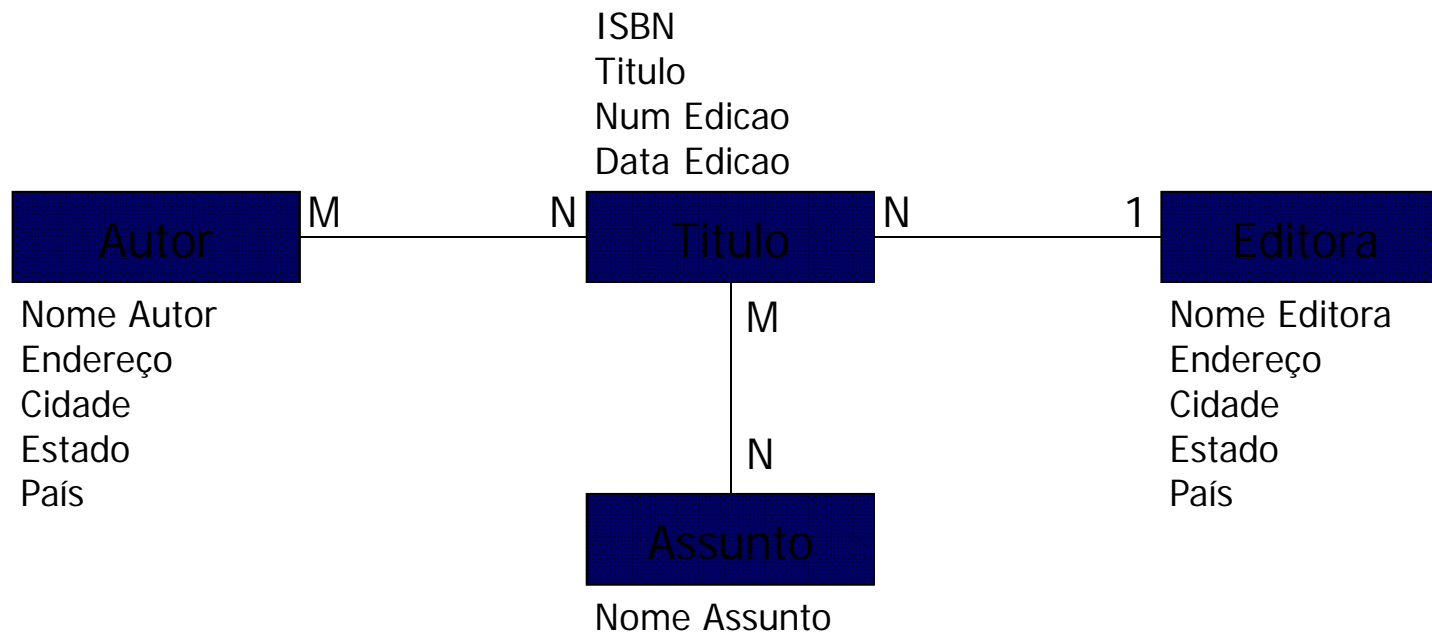 ISBN
Titulo
Num Edicao
Data Edicao
M
N
N
1
Autor
Titulo
Editora
Nome Autor
Endereço
Cidade
Estado
País
M
N
Nome Editora
Endereço
Cidade
Estado
País
Assunto
Nome Assunto